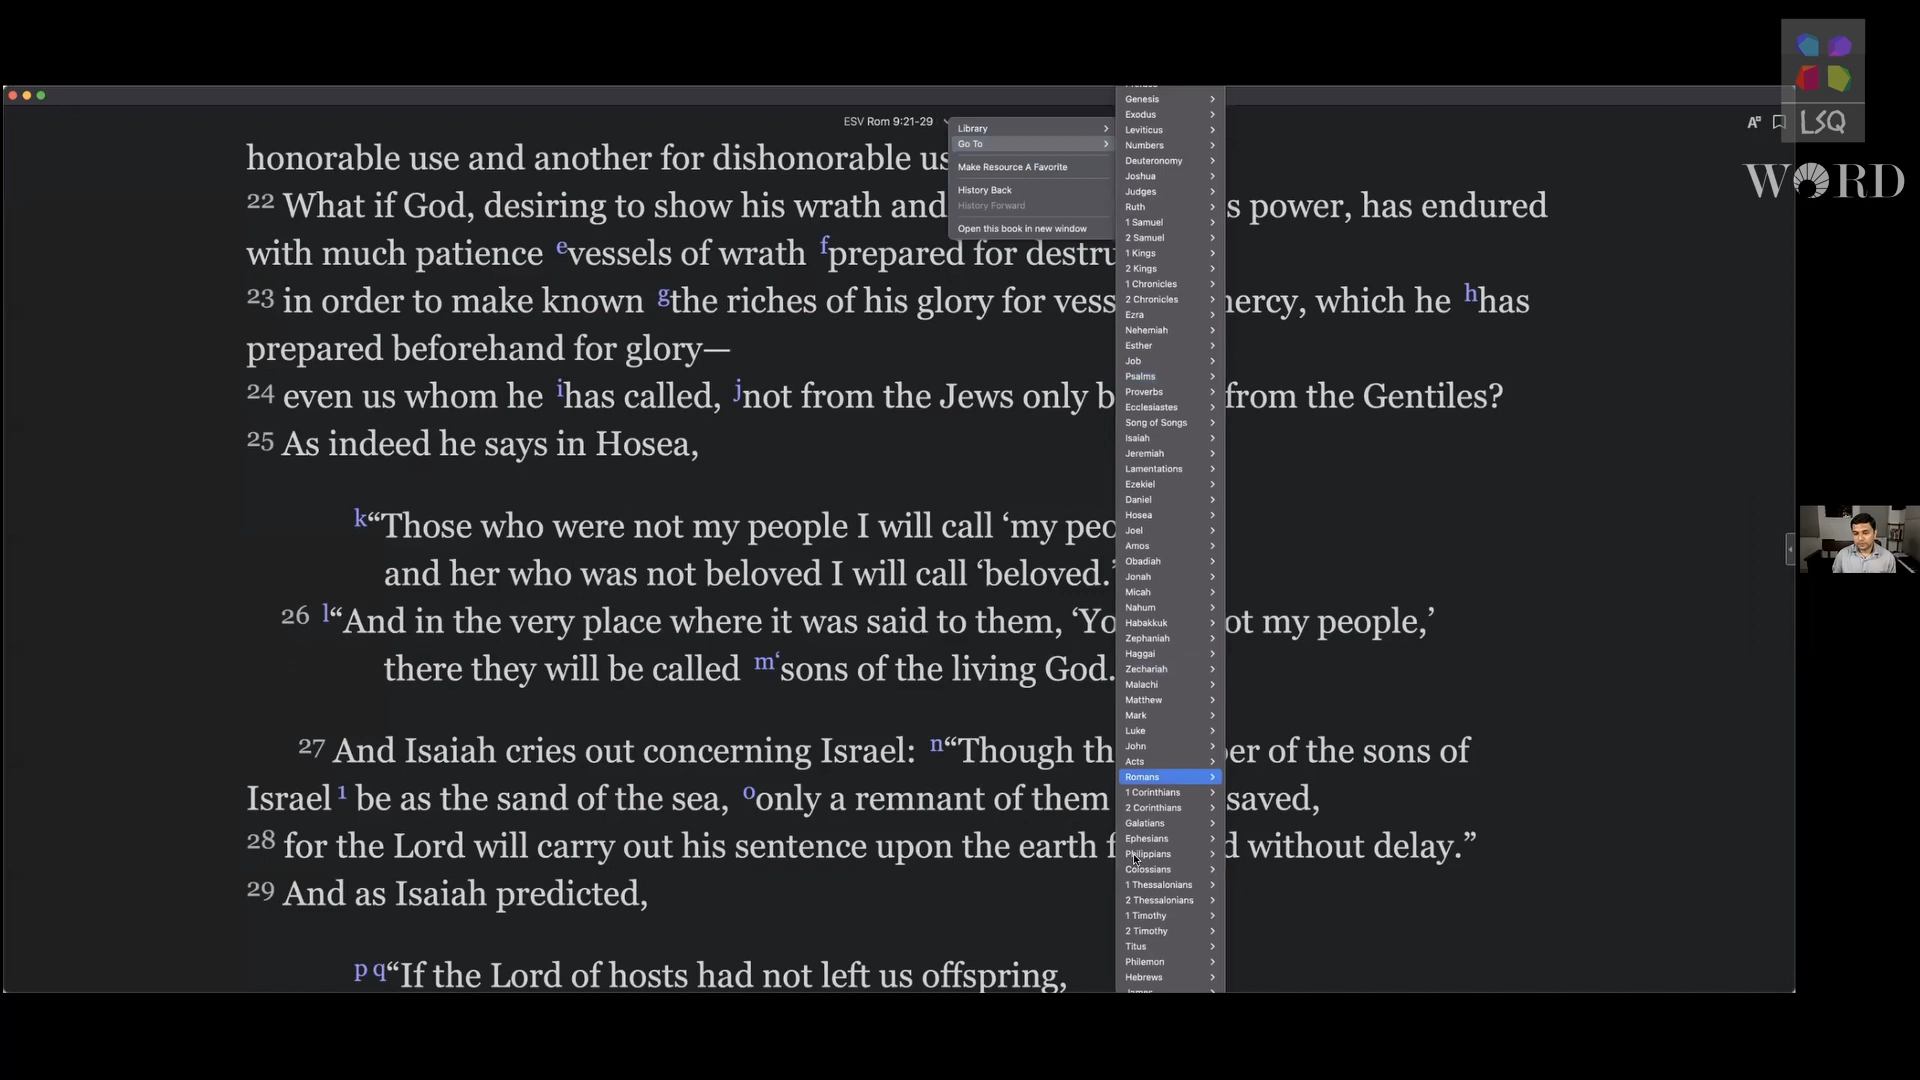 LSQ
WORD
ESV Rom 9:21-29
honorable use and another for dishonorable us
22 What if God, desiring to show his wrath and s power, has endured
with much patience e vessels of wrath f prepared for destru
23 in order to make known g the riches of his glory for vess ercy, which he h has
prepared beforehand for glory—
24 even us whom he i has called, j not from the Jews only b from the Gentiles?
25 As indeed he says in Hosea,
k “Those who were not my people I will call ‘my peo
and her who was not beloved I will call ‘beloved.’
26 l “And in the very place where it was said to them, ‘Yo ot my people,’
there they will be called m ‘sons of the living God.
27 And Isaiah cries out concerning Israel: n “Though th er of the sons of
Israel 1 be as the sand of the sea, o only a remnant of them saved,
28 for the Lord will carry out his sentence upon the earth f d without delay.”
29 And as Isaiah predicted,
p q “If the Lord of hosts had not left us offspring,
Library
Go To
Make Resource A Favorite
History Back
History Forward
Open this book in new window
Genesis
Exodus
Leviticus
Numbers
Deuteronomy
Joshua
Judges
Ruth
1 Samuel
2 Samuel
1 Kings
2 Kings
1 Chronicles
2 Chronicles
Ezra
Nehemiah
Esther
Job
Psalms
Proverbs
Ecclesiastes
Song of Songs
Isaiah
Jeremiah
Lamentations
Ezekiel
Daniel
Hosea
Joel
Amos
Obadiah
Jonah
Micah
Nahum
Habakkuk
Zephaniah
Haggai
Zechariah
Malachi
Matthew
Mark
Luke
John
Acts
Romans
1 Corinthians
2 Corinthians
Galatians
Ephesians
Philippians
Colossians
1 Thessalonians
2 Thessalonians
1 Timothy
2 Timothy
Titus
Philemon
Hebrews